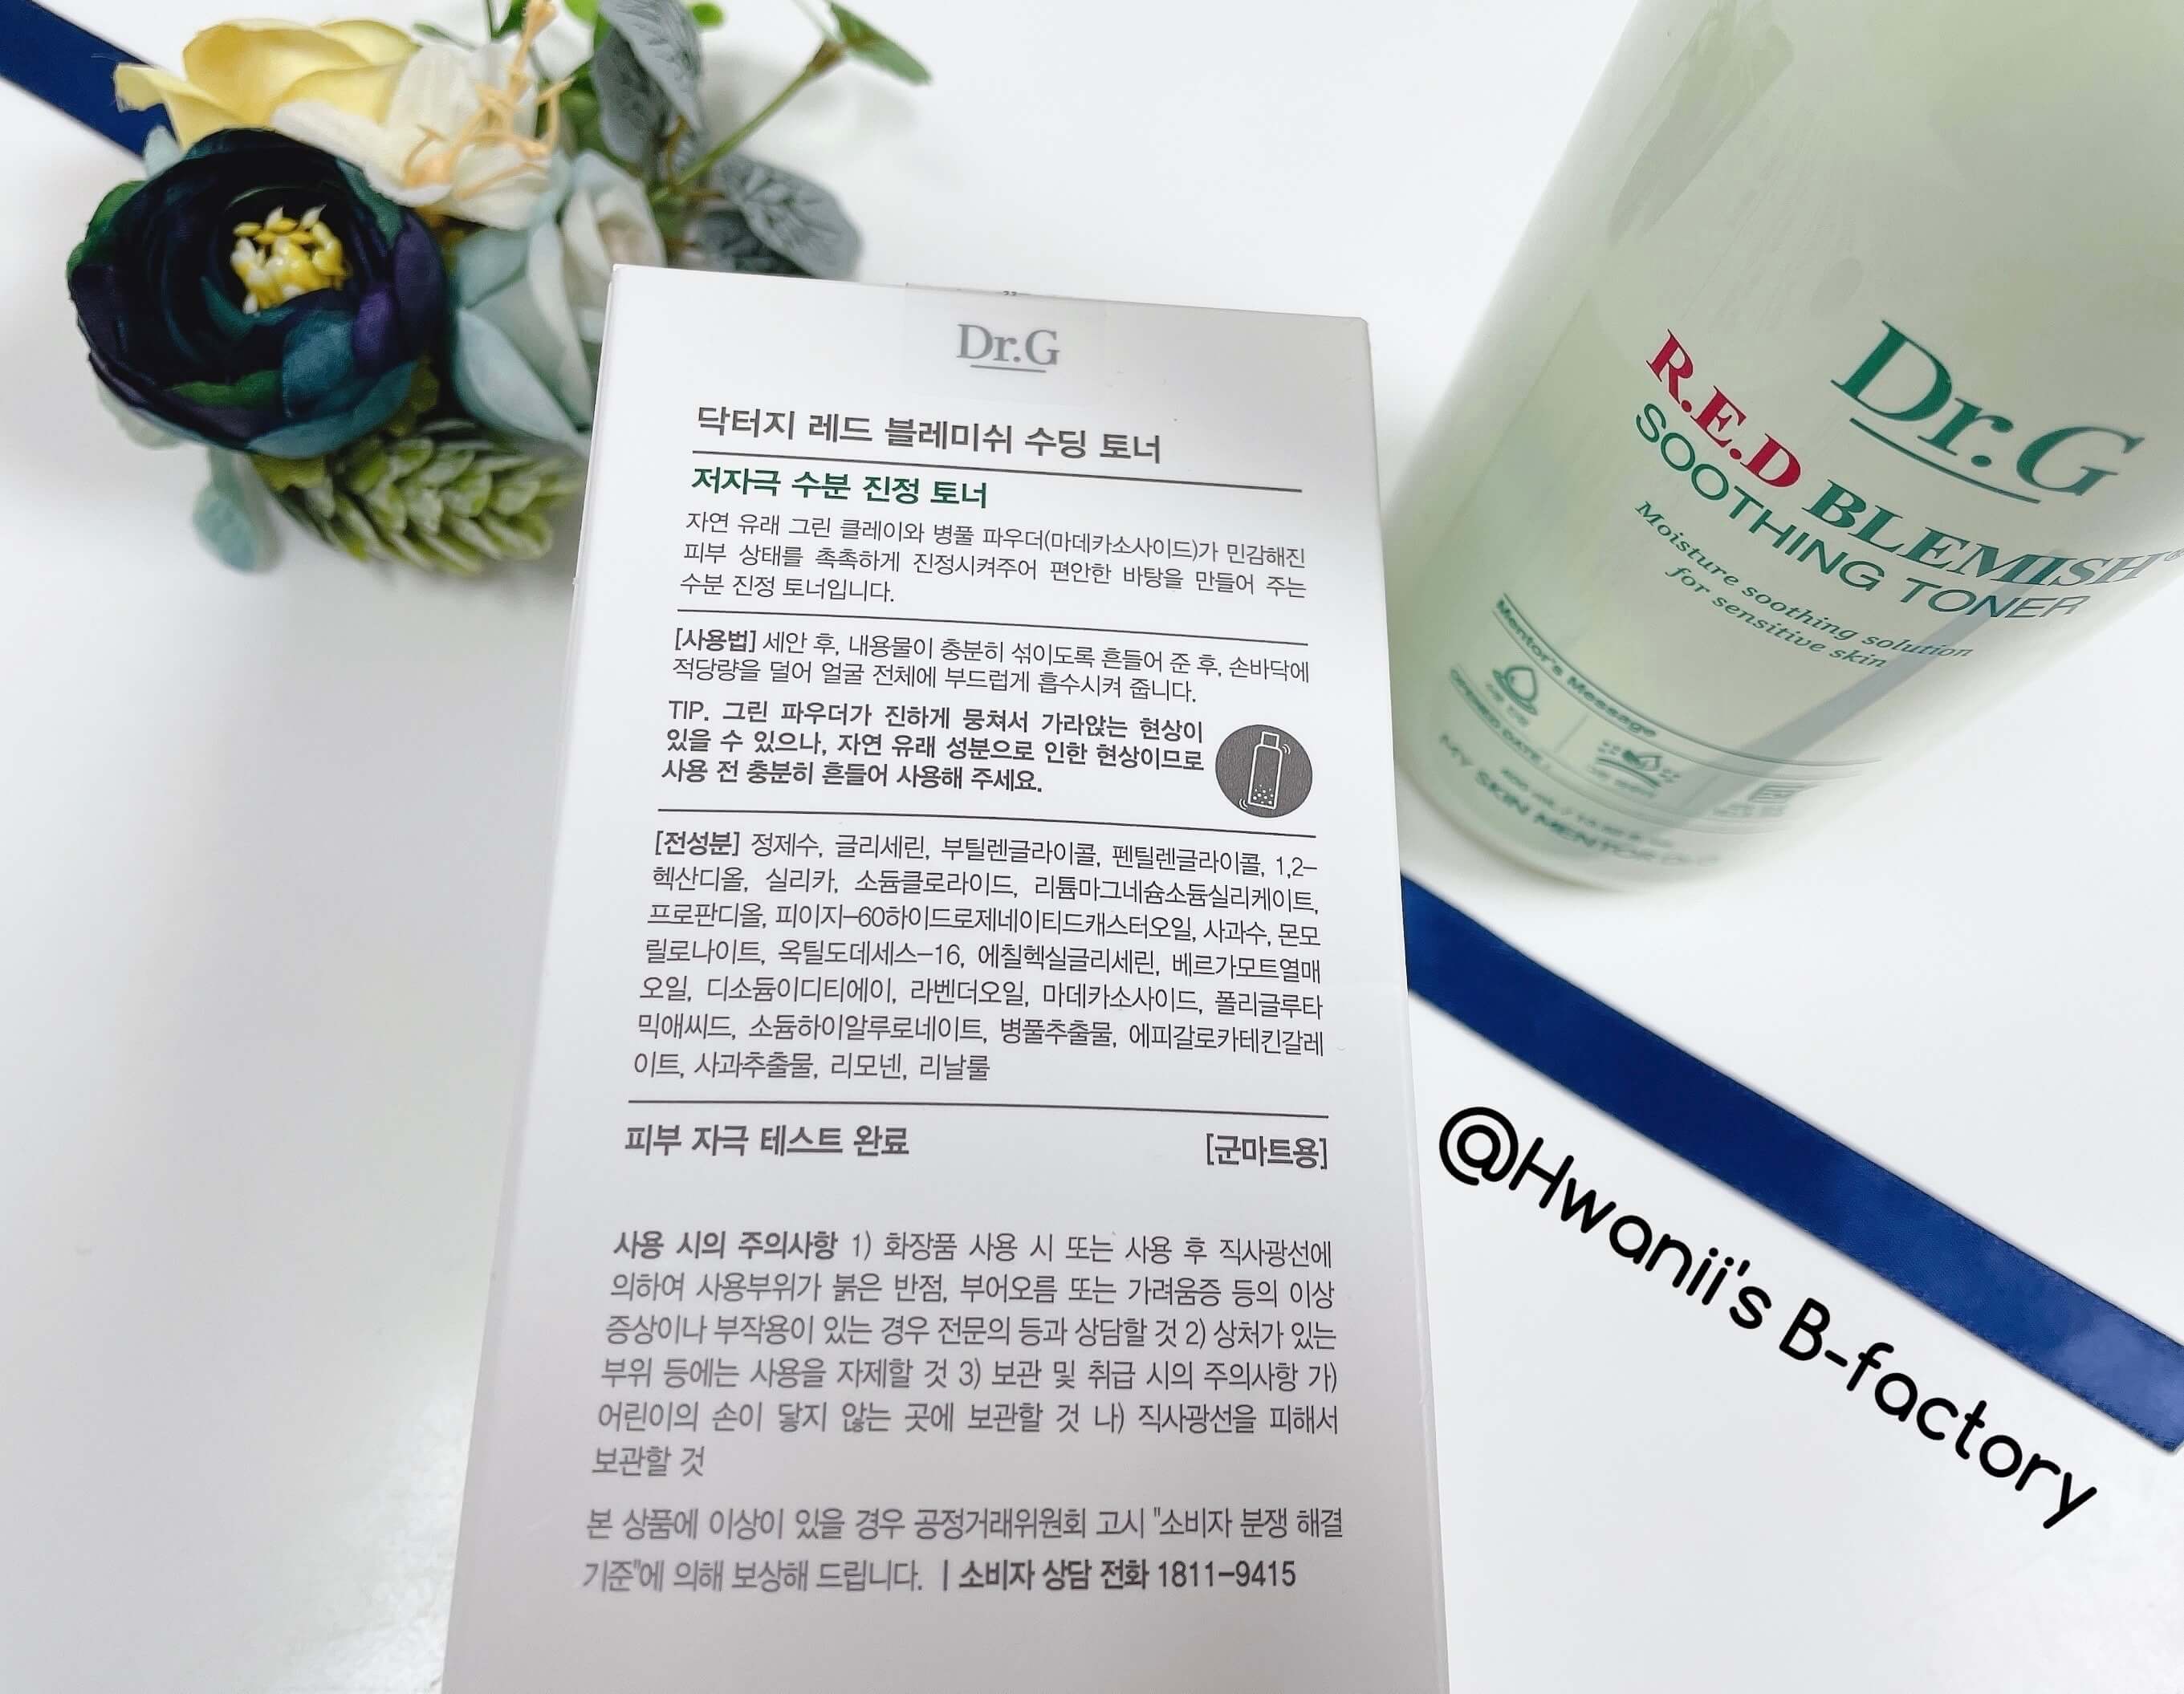 Dr.G
닥터지 레드 블레미쉬 수딩 토너
저자극 수분 진정 토너
자연 유래 그린 클레이와 병풀 파우더(마데카소사이드)가 민감해진
피부 상태를 촉촉하게 진정시켜주어 편안한 바탕을 만들어 주는
수분 진정 토너입니다.
[사용법] 세안 후, 내용물이 충분히 섞이도록 흔들어 준 후, 손바닥에
적당량을 덜어 얼굴 전체에 부드럽게 흡수시켜 줍니다.
TIP. 그린 파우더가 진하게 뭉쳐서 가라앉는 현상이
있을 수 있으나, 자연 유래 성분으로 인한 현상이므로
사용 전 충분히 흔들어 사용해 주세요.
[전성분] 정제수, 글리세린, 부틸렌글라이콜, 펜틸렌글라이콜, 1,2-
헥산디올, 실리카, 소듐클로라이드, 리튬마그네슘소듐실리케이트,
프로판디올, 피이지-60하이드로제네이티드캐스터오일, 사과수, 몬모
릴로나이트, 옥틸도데세스-16, 에칠헥실글리세린, 베르가모트열매
오일, 디소듐이디티에이, 라벤더오일, 마데카소사이드, 폴리글루타
믹애씨드, 소듐하이알루로네이트, 병풀추출물, 에피갈로카테킨갈레
이트, 사과추출물, 리모넨, 리날룰
피부 자극 테스트 완료 [군마트용]
사용 시의 주의사항 1) 화장품 사용 시 또는 사용 후 직사광선에
의하여 사용부위가 붉은 반점, 부어오름 또는 가려움증 등의 이상
증상이나 부작용이 있는 경우 전문의 등과 상담할 것 2) 상처가 있는
부위 등에는 사용을 자제할 것 3) 보관 및 취급 시의 주의사항 가)
어린이의 손이 닿지 않는 곳에 보관할 것 나) 직사광선을 피해서
보관할 것
본 상품에 이상이 있을 경우 공정거래위원회 고시 "소비자 분쟁 해결
기준"에 의해 보상해 드립니다. | 소비자 상담 전화 1811-9415
Dr.G
R.E.D BLEMISH
SOOTHING TONER
Moisture soothing solution
for sensitive skin
Mentor's Message
OPENED DATE
MY SKIN MENTOR
@Hwanii's B-factory